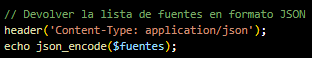 // Devolver la lista de fuentes en formato JSON
header('Content-Type: application/json');
echo json_encode($fuentes);